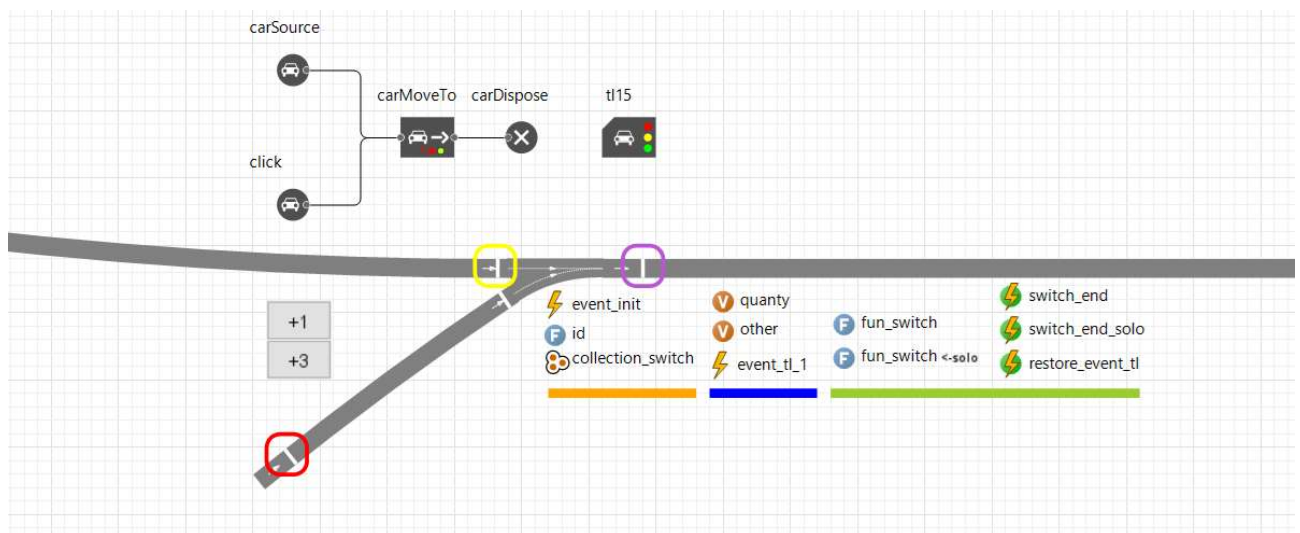 carSource
carMoveTo carDispose tl15
click
+1
+3
event_init
id
collection_switch
quanty
other
event_tl_1
fun_switch
fun_switch <-solo
switch_end
switch_end_solo
restore_event_tl